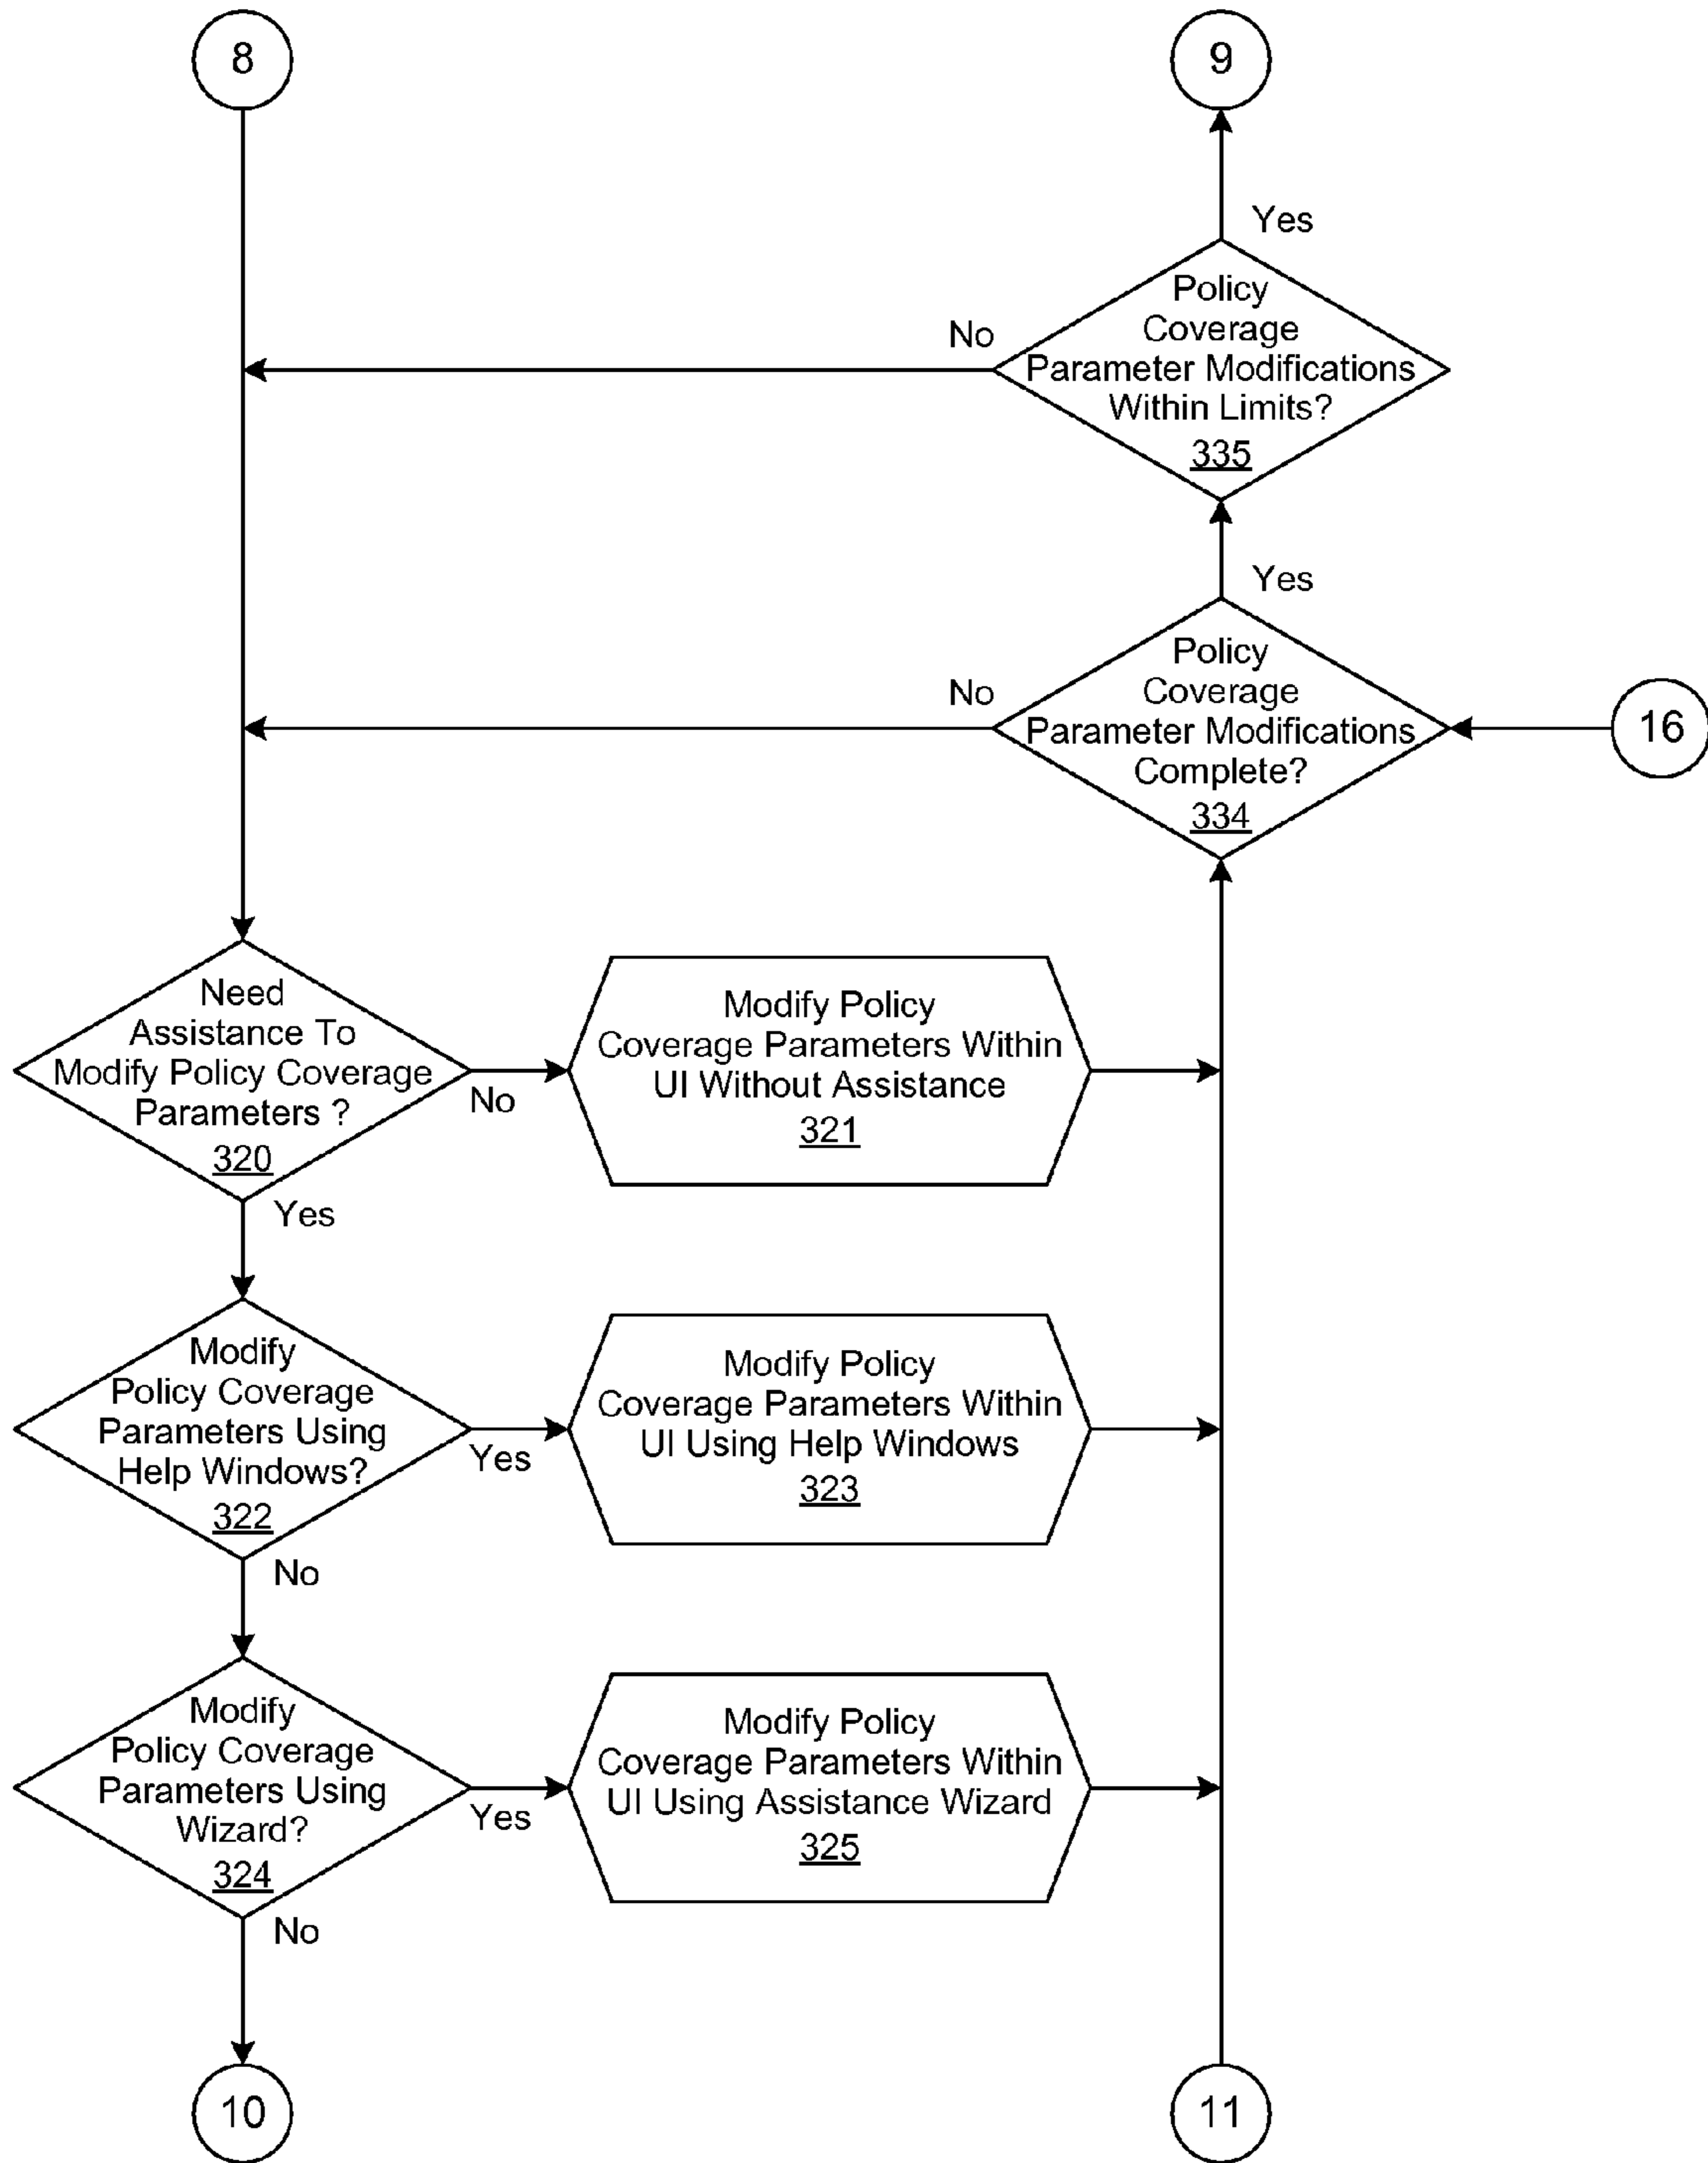 8
9
Yes
Policy
Coverage
Parameter Modifications
Within Limits?
335
No
Yes
Policy
Coverage
Parameter Modifications
Complete?
334
No
16
Need
Assistance To
Modify Policy Coverage
Parameters ?
320
No
Modify Policy
Coverage Parameters Within
UI Without Assistance
321
Yes
Modify
Policy Coverage
Parameters Using
Help Windows?
322
Yes
Modify Policy
Coverage Parameters Within
UI Using Help Windows
323
No
Modify
Policy Coverage
Parameters Using
Wizard?
324
Yes
Modify Policy
Coverage Parameters Within
UI Using Assistance Wizard
325
No
10
11